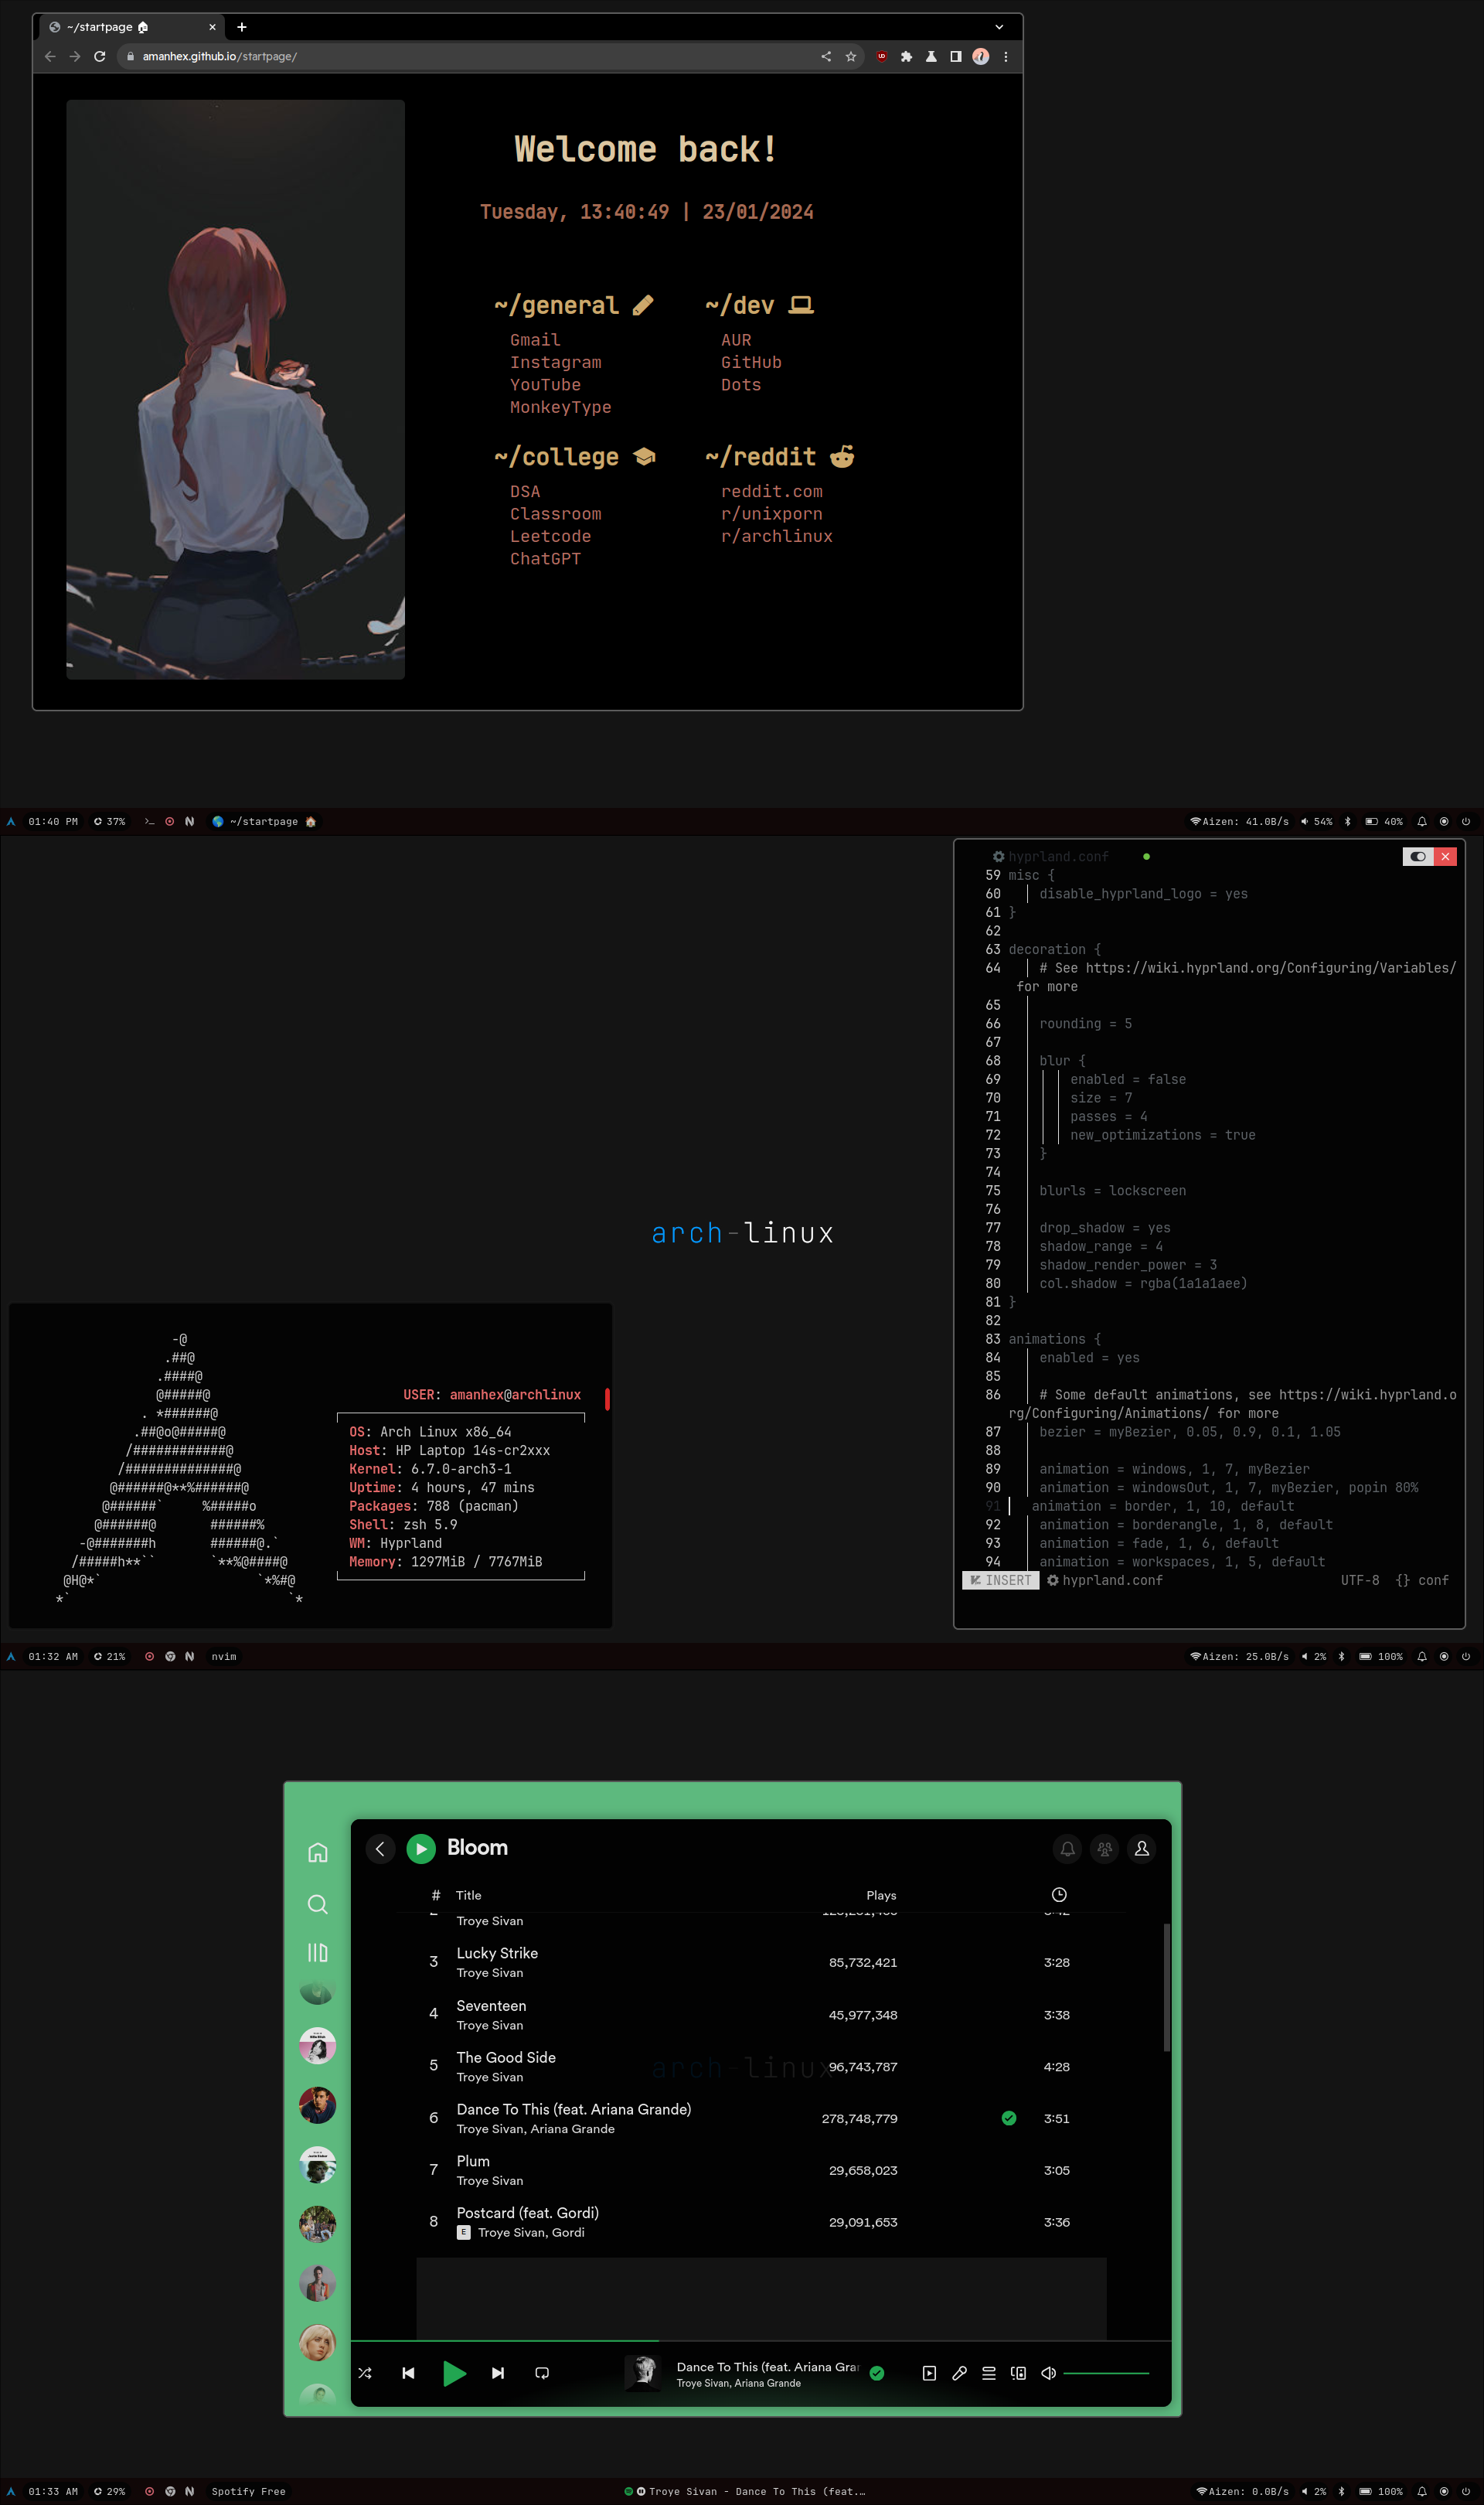 ~/startpage 🏠
amanhex.github.io/startpage/
Welcome back!
Tuesday, 13:40:49 | 23/01/2024
~/general
Gmail
Instagram
YouTube
MonkeyType
~/dev
AUR
GitHub
Dots
~/college
DSA
Classroom
Leetcode
ChatGPT
~/reddit
reddit.com
r/unixporn
r/archlinux
01:40 PM 37% ~/startpage 🏠 Aizen: 41.0B/s 54% 40%
hyprland.conf
59 misc {
60 disable_hyprland_logo = yes
61 }
62
63 decoration {
64 # See https://wiki.hyprland.org/Configuring/Variables/
for more
65
66 rounding = 5
67
68 blur {
69 enabled = false
70 size = 7
71 passes = 4
72 new_optimizations = true
73 }
74
75 blurls = lockscreen
76
77 drop_shadow = yes
78 shadow_range = 4
79 shadow_render_power = 3
80 col.shadow = rgba(1a1a1aee)
81 }
82
83 animations {
84 enabled = yes
85
86 # Some default animations, see https://wiki.hyprland.o
rg/Configuring/Animations/ for more
87 bezier = myBezier, 0.05, 0.9, 0.1, 1.05
88
89 animation = windows, 1, 7, myBezier
90 animation = windowsOut, 1, 7, myBezier, popin 80%
91 animation = border, 1, 10, default
92 animation = borderangle, 1, 8, default
93 animation = fade, 1, 6, default
94 animation = workspaces, 1, 5, default
INSERT hyprland.conf UTF-8 {} conf
arch-linux
-@
.##@
.####@
@#####@
. *######@
.##@o@#####@
/############@
/##############@
@######@**%######@
@######` %#####o
@######@ ######%
-@#######h ######@.`
/#####h**`` `**%@####@
@H@*` `*%#@
*` `*
USER: amanhex@archlinux
OS: Arch Linux x86_64
Host: HP Laptop 14s-cr2xxx
Kernel: 6.7.0-arch3-1
Uptime: 4 hours, 47 mins
Packages: 788 (pacman)
Shell: zsh 5.9
WM: Hyprland
Memory: 1297MiB / 7767MiB
01:32 AM 21% nvim Aizen: 25.0B/s 2% 100%
Bloom
# Title Plays
Troye Sivan
3 Lucky Strike 85,732,421 3:28
Troye Sivan
4 Seventeen 45,977,348 3:38
Troye Sivan
5 The Good Side 96,743,787 4:28
Troye Sivan
arch-linux
6 Dance To This (feat. Ariana Grande) 278,748,779 3:51
Troye Sivan, Ariana Grande
7 Plum 29,658,023 3:05
Troye Sivan
8 Postcard (feat. Gordi) 29,091,653 3:36
E Troye Sivan, Gordi
Dance To This (feat. Ariana Gra
Troye Sivan, Ariana Grande
01:33 AM 29% Spotify Free Troye Sivan - Dance To This (feat.… Aizen: 0.0B/s 2% 100%